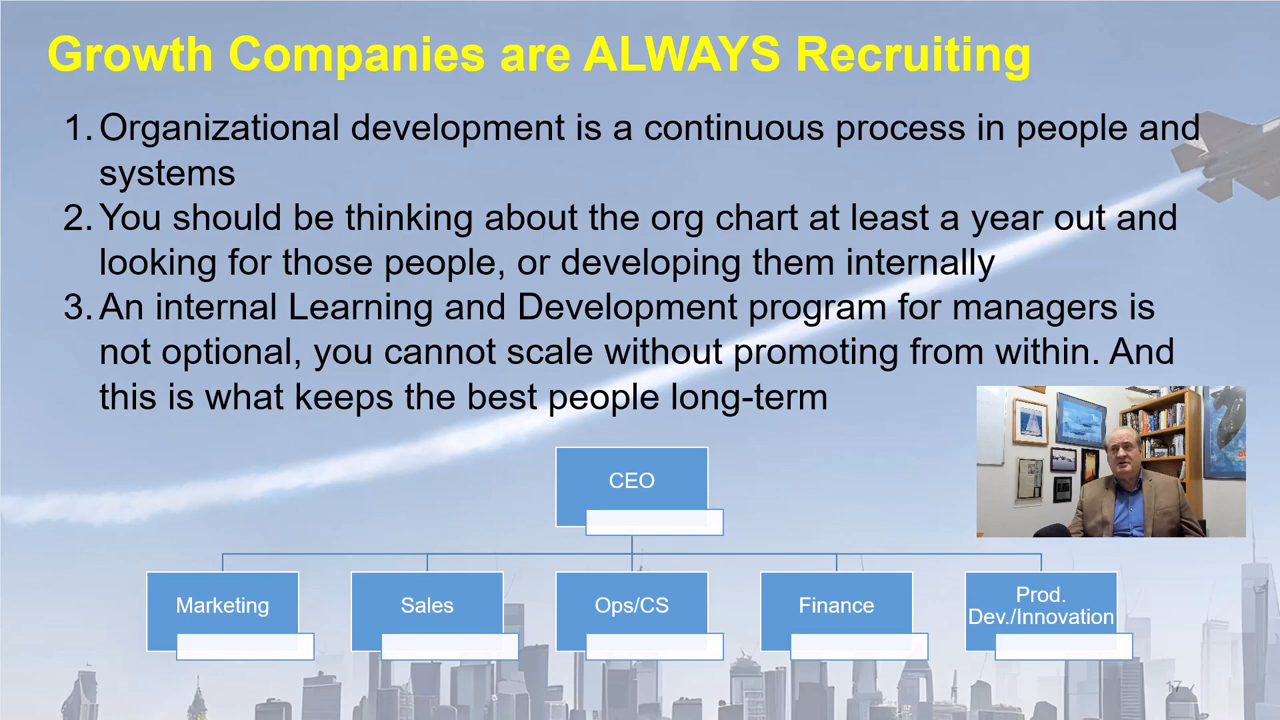 Growth Companies are ALWAYS Recruiting
1. Organizational development is a continuous process in people and
systems
2. You should be thinking about the org chart at least a year out and
looking for those people, or developing them internally
3. An internal Learning and Development program for managers is
not optional, you cannot scale without promoting from within. And
this is what keeps the best people long-term
CEO
Marketing
Sales
Ops/CS
Finance
Prod.
Dev./Innovation